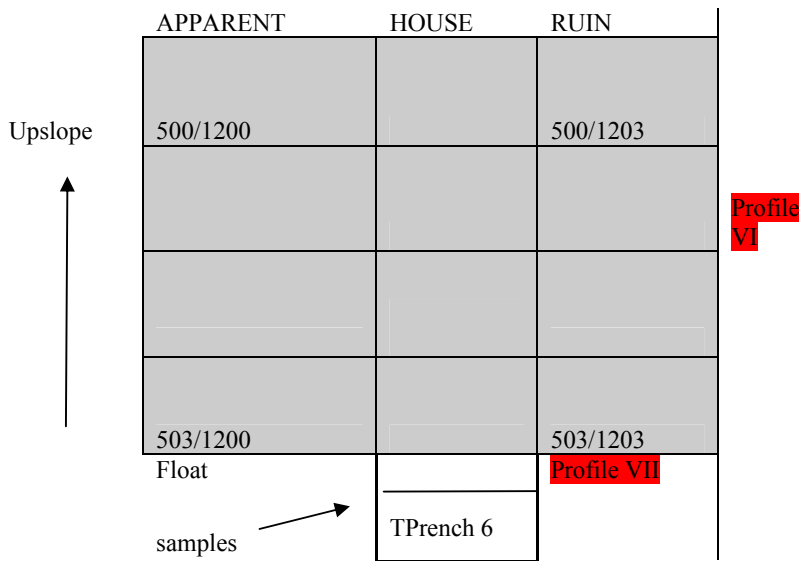 APPARENT HOUSE RUIN
Upslope 500/1200 500/1203
Profile
VI
503/1200 503/1203
Float Profile VII
samples TPrench 6